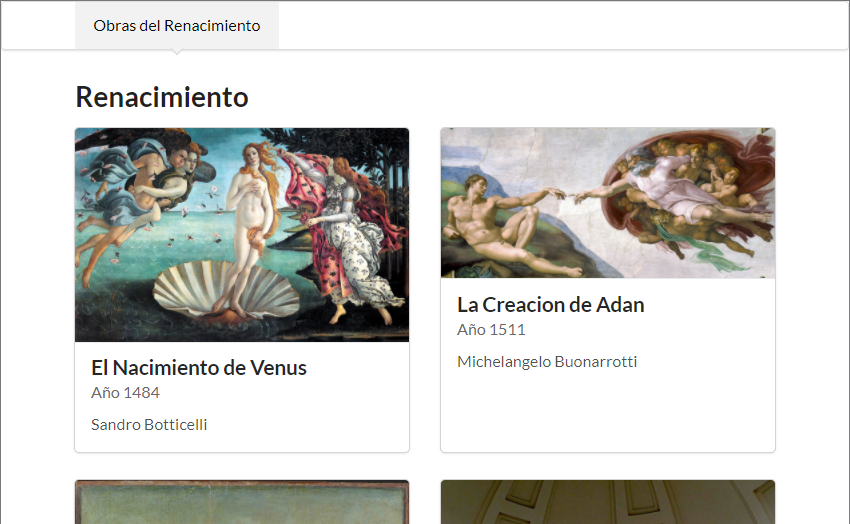 Obras del Renacimiento
Renacimiento
El Nacimiento de Venus
Año 1484
Sandro Botticelli
La Creacion de Adan
Año 1511
Michelangelo Buonarrotti